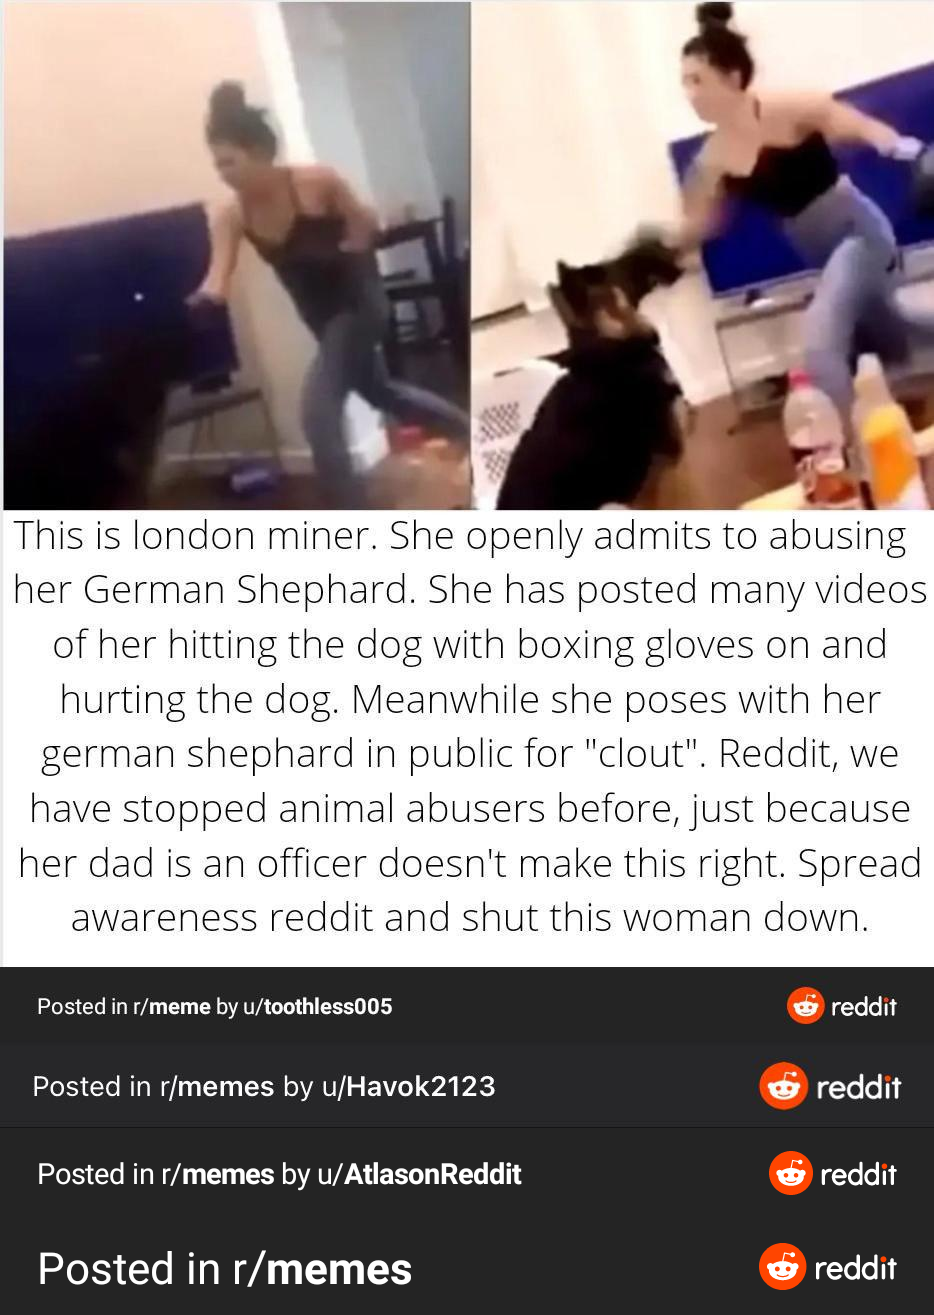 This is london miner. She openly admits to abusing
her German Shephard. She has posted many videos
of her hitting the dog with boxing gloves on and
hurting the dog. Meanwhile she poses with her
german shephard in public for "clout". Reddit, we
have stopped animal abusers before, just because
her dad is an officer doesn't make this right. Spread
awareness reddit and shut this woman down.
Posted in r/meme by u/toothless005 reddit
Posted in r/memes by u/Havok2123 reddit
Posted in r/memes by u/AtlasonReddit reddit
Posted in r/memes reddit